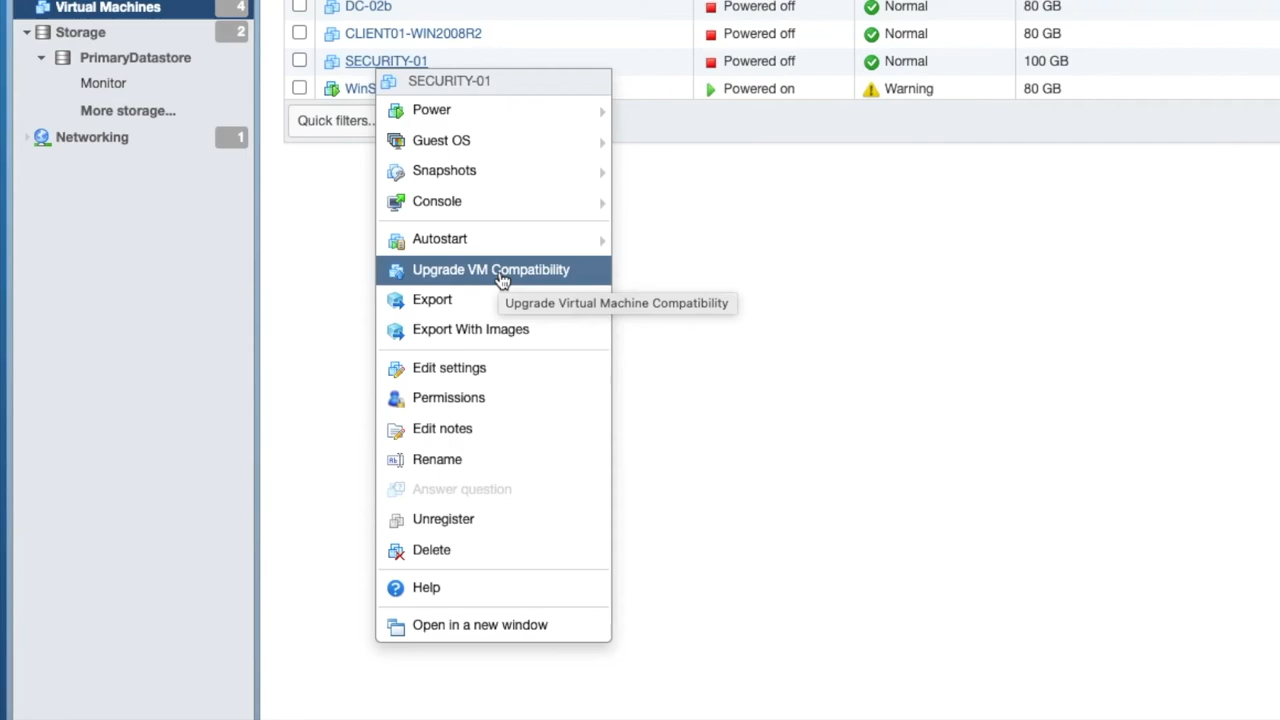 Virtual Machines 4
Storage 2
PrimaryDatastore
Monitor
More storage...
Networking 1
DC-02b Powered off Normal 80 GB
CLIENT01-WIN2008R2 Powered off Normal 80 GB
SECURITY-01 Powered off Normal 100 GB
WinS Powered on Warning 80 GB
Quick filters..
SECURITY-01
Power
Guest OS
Snapshots
Console
Autostart
Upgrade VM Compatibility
Export
Upgrade Virtual Machine Compatibility
Export With Images
Edit settings
Permissions
Edit notes
Rename
Answer question
Unregister
Delete
Help
Open in a new window